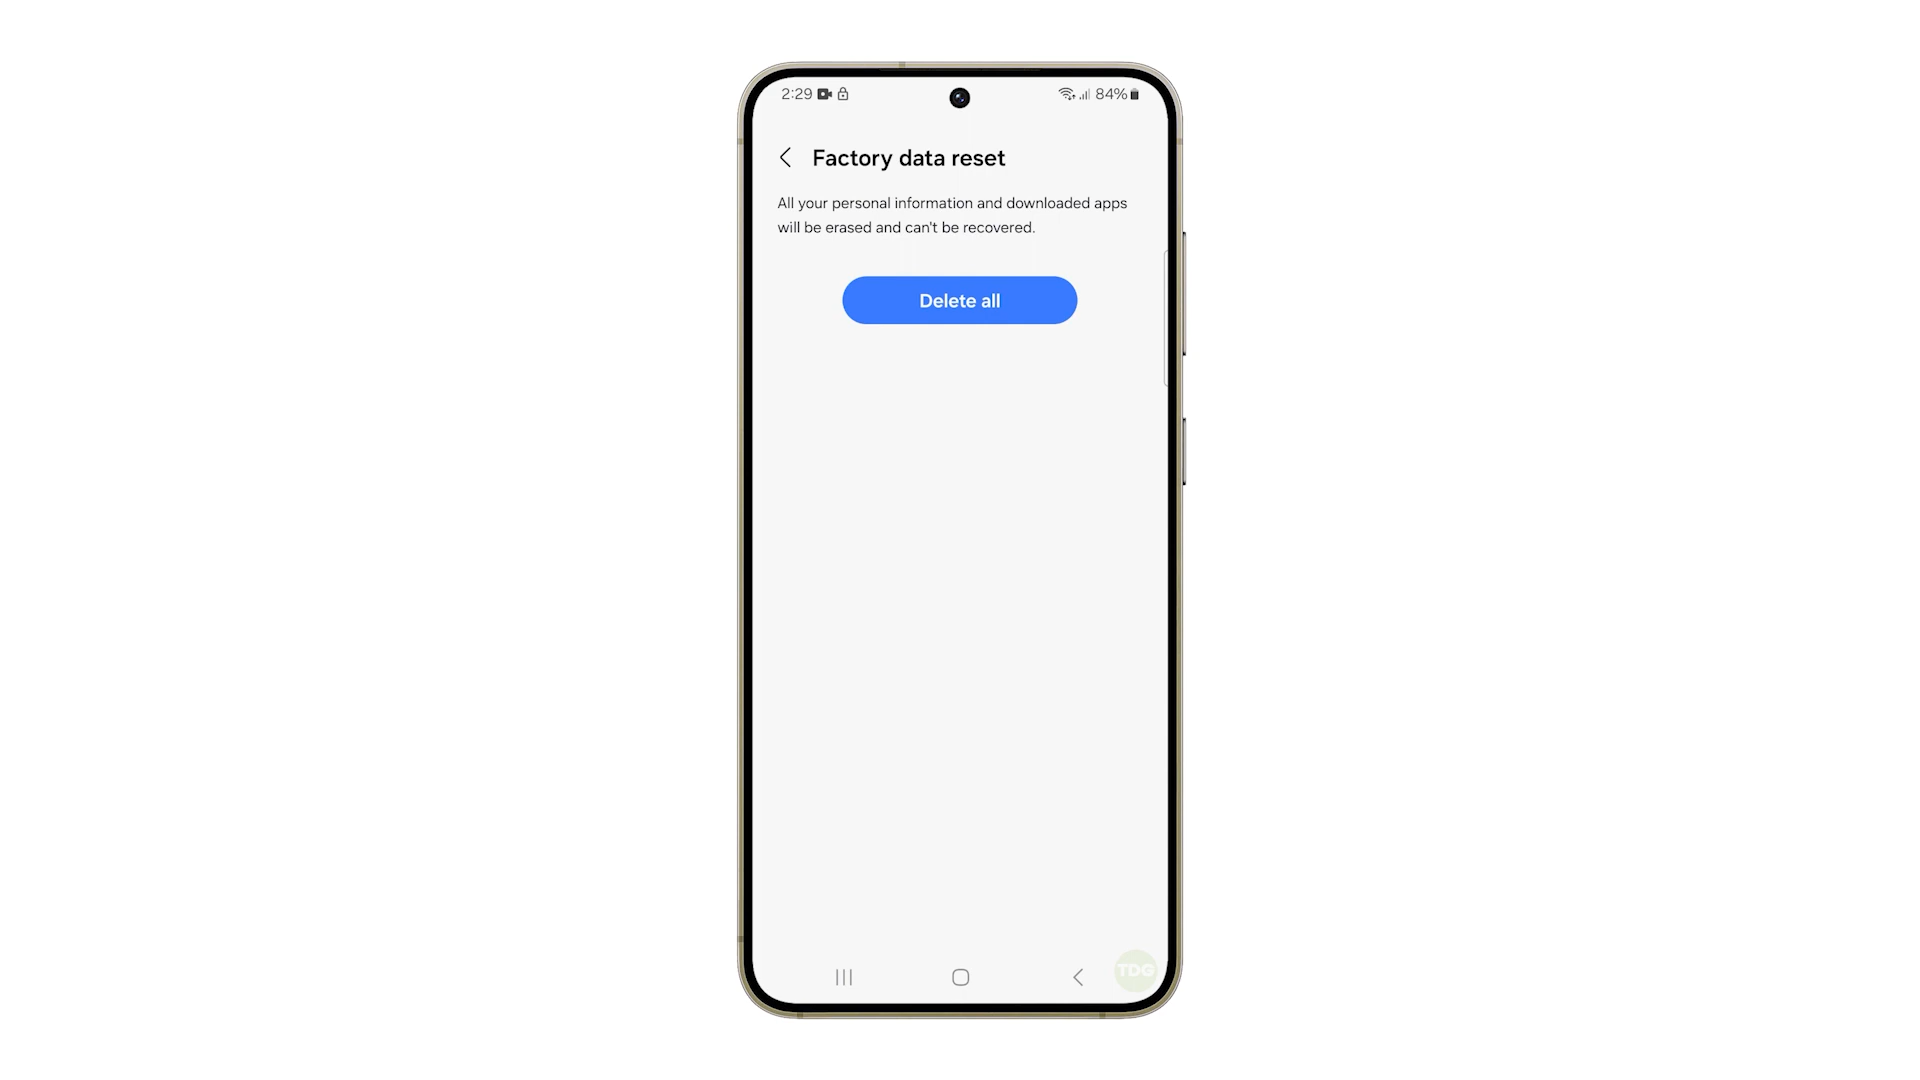 2:29
84%
Factory data reset
All your personal information and downloaded apps
will be erased and can't be recovered.
Delete all
TDG